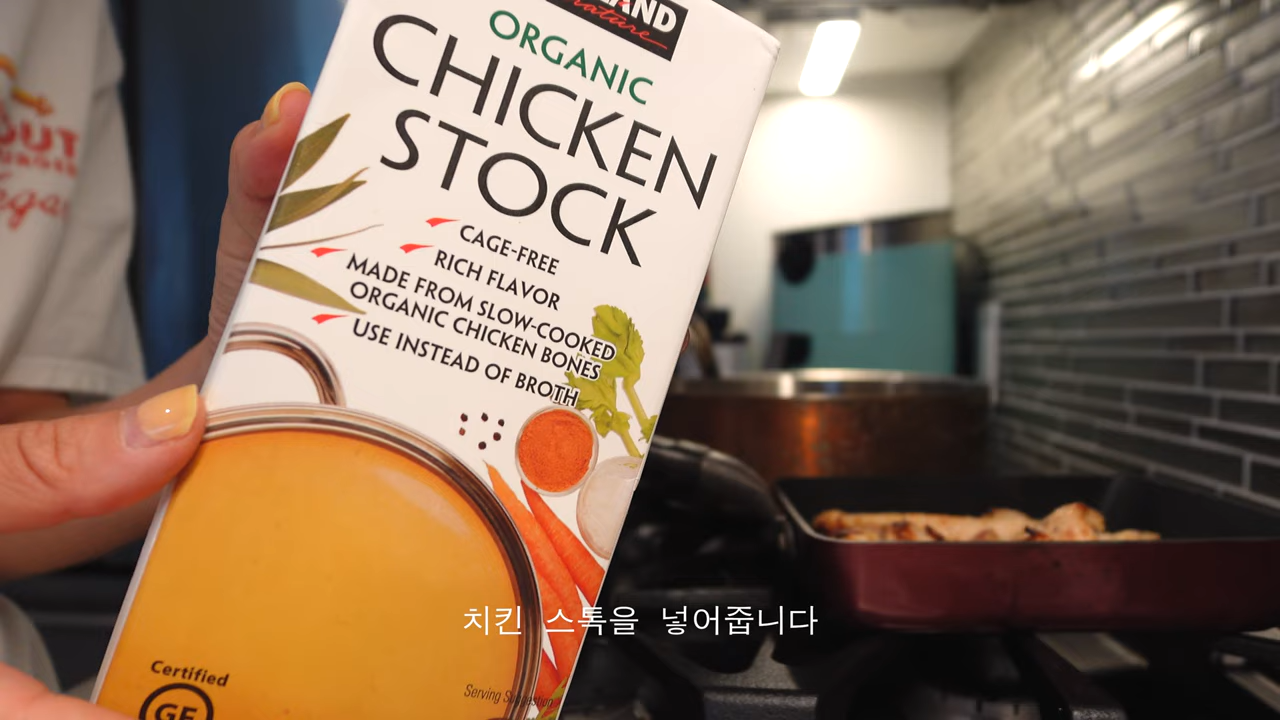 ORGANIC
CHICKEN
STOCK
CAGE-FREE
RICH FLAVOR
MADE FROM SLOW-COOKED
ORGANIC CHICKEN BONES
USE INSTEAD OF BROTH
Certified
GF
Serving Suggestion
치킨 스톡을 넣어줍니다